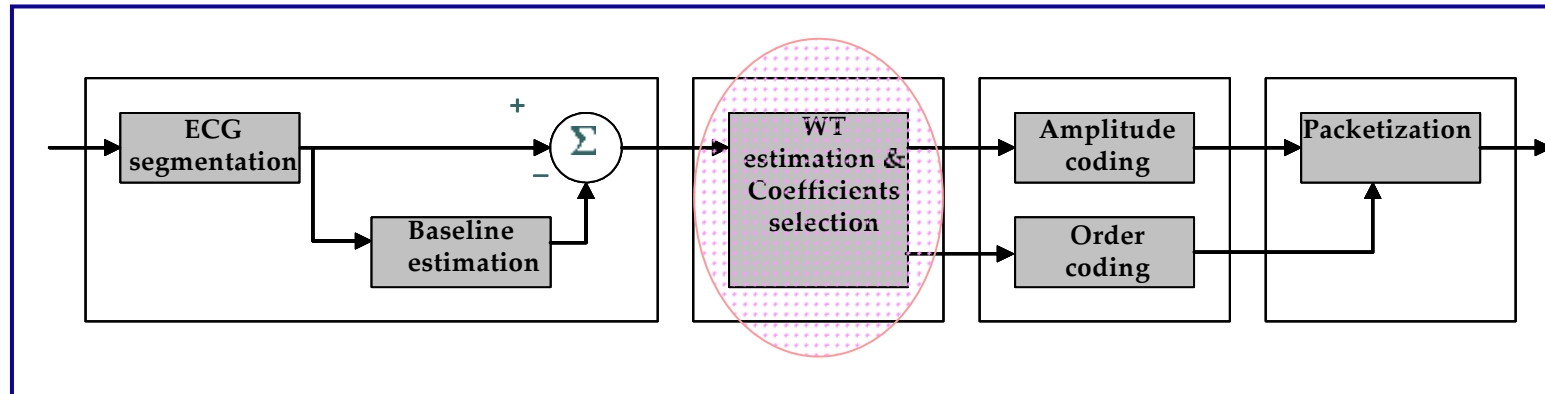 ECG
segmentation
+
−
Σ
Baseline
estimation
WT
estimation &
Coefficients
selection
Amplitude
coding
Order
coding
Packetization